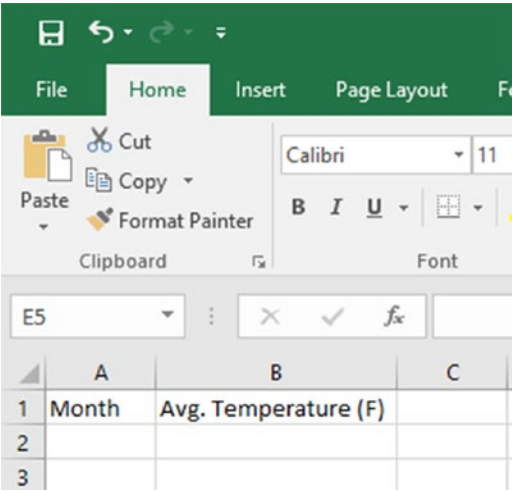 File Home Insert Page Layout
Cut
Calibri 11
Copy
Paste
B I U
Format Painter
Clipboard Font
E5 fx
A B C
1 Month Avg. Temperature (F)
2
3